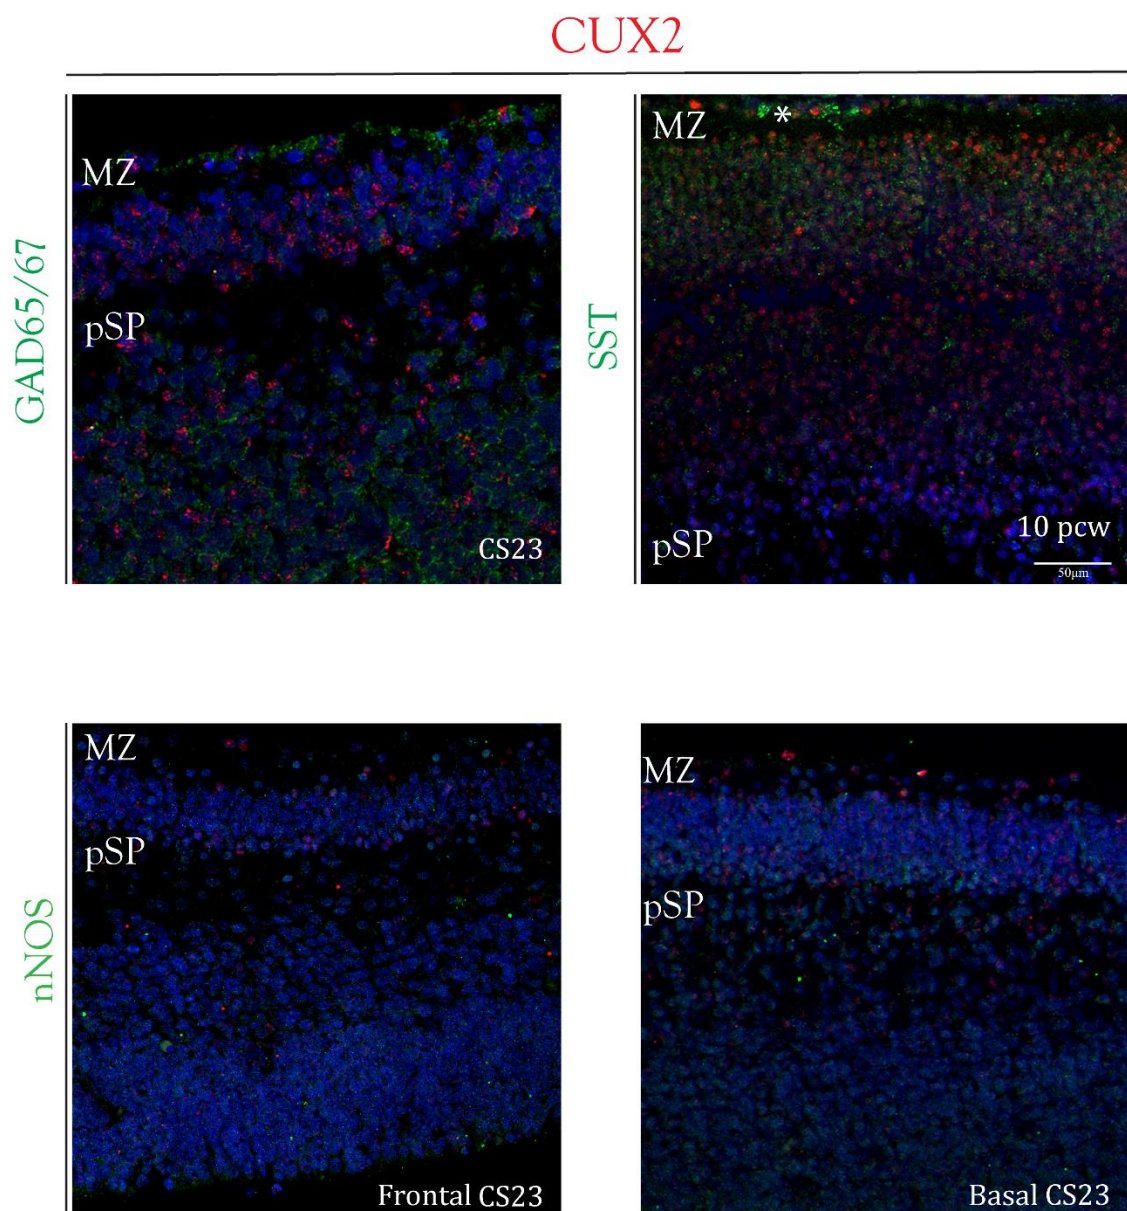 CUX2
GAD65/67
MZ
pSP
CS23
SST
MZ
*
pSP
10 pcw
50µm
nNOS
MZ
pSP
Frontal CS23
MZ
pSP
Basal CS23